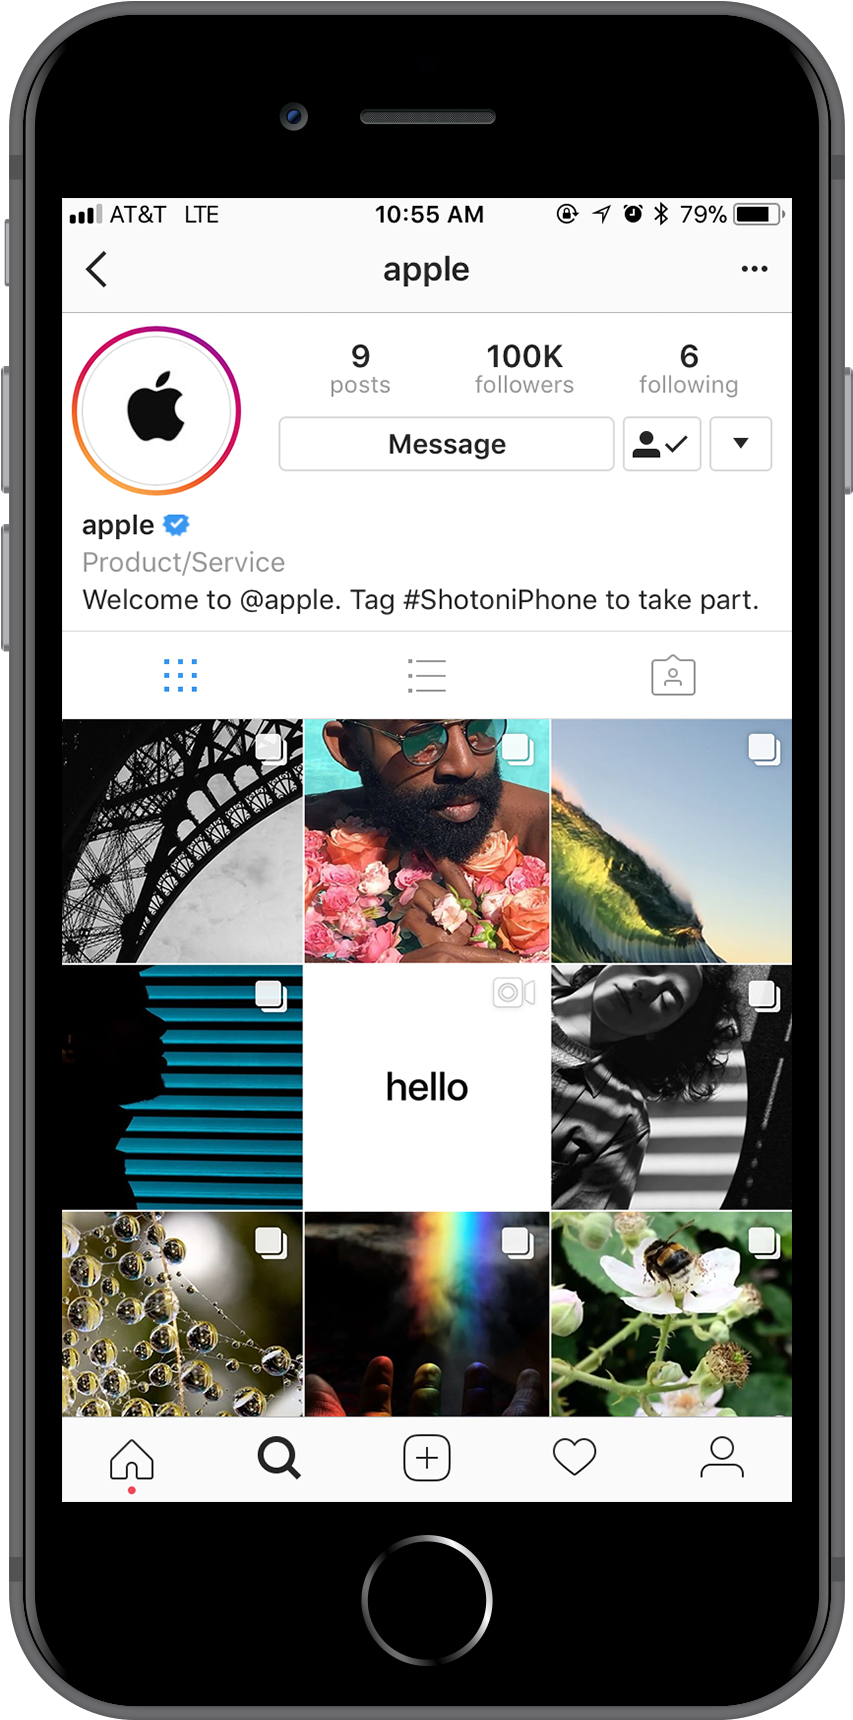 AT&T LTE 10:55 AM 79%
apple
9 100K 6
posts followers following
Message
apple
Product/Service
Welcome to @apple. Tag #ShotoniPhone to take part.
hello